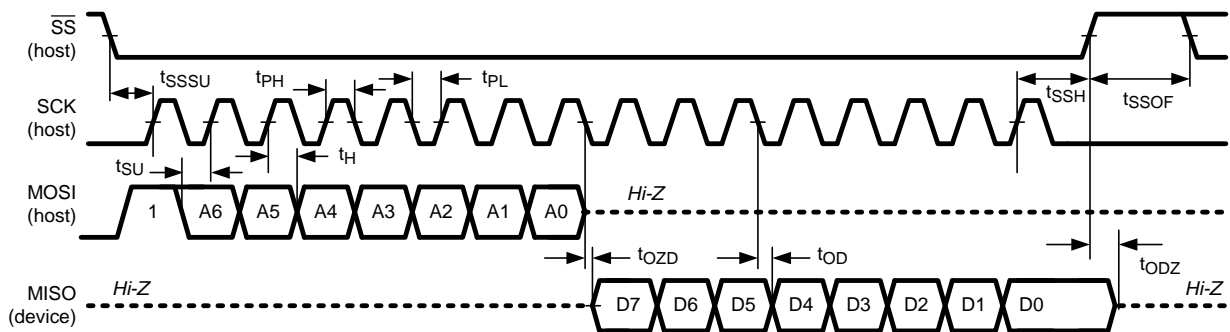 SS
(host)
tSSSU
tPH
tPL
tSSH
tSSOF
SCK
(host)
tSU
tH
MOSI
(host)
1 A6 A5 A4 A3 A2 A1 A0
Hi-Z
tOZD
tOD
tODZ
MISO
(device)
Hi-Z
D7 D6 D5 D4 D3 D2 D1 D0
Hi-Z